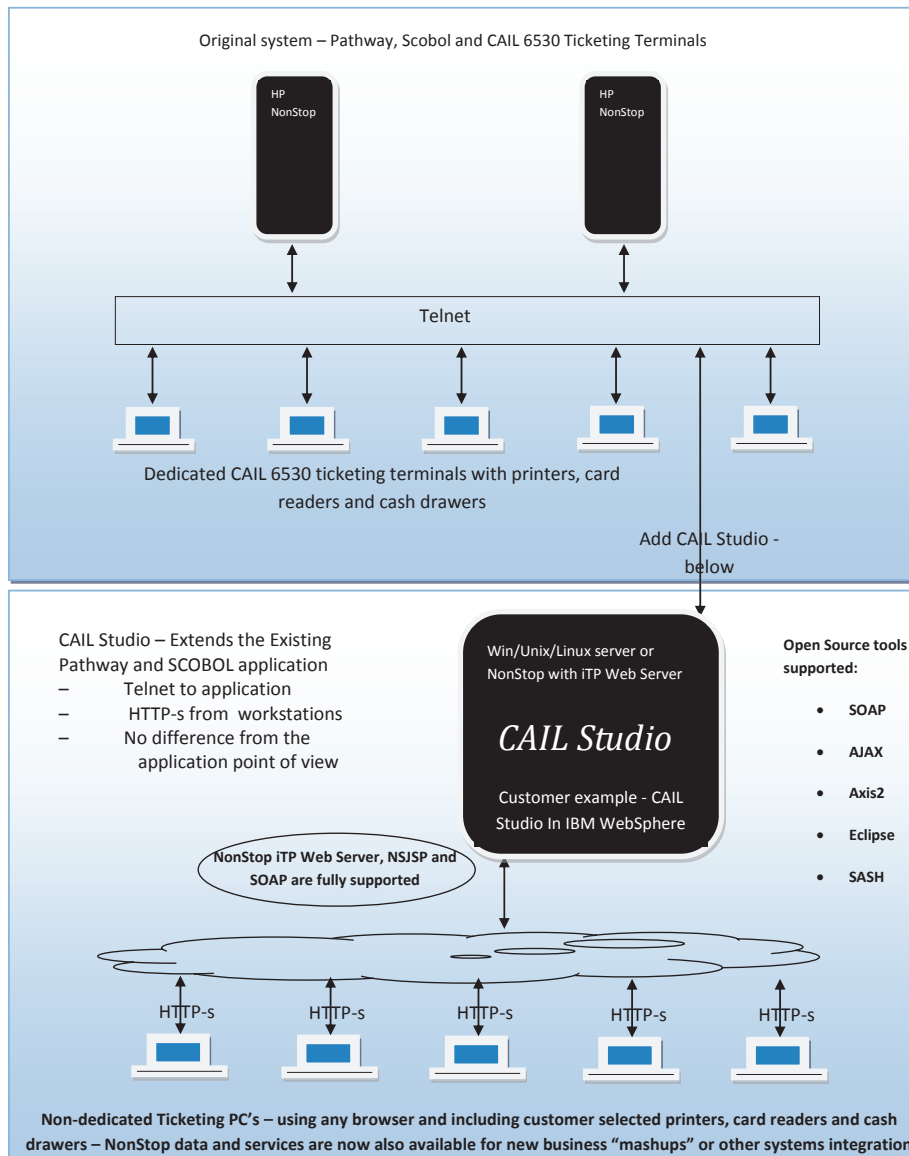 Original system – Pathway, Scobol and CAIL 6530 Ticketing Terminals
HP
NonStop
HP
NonStop
Telnet
Dedicated CAIL 6530 ticketing terminals with printers, card
readers and cash drawers
Add CAIL Studio -
below
CAIL Studio – Extends the Existing
Pathway and SCOBOL application
– Telnet to application
– HTTP-s from workstations
– No difference from the
application point of view
Win/Unix/Linux server or
NonStop with iTP Web Server
CAIL Studio
Customer example - CAIL
Studio In IBM WebSphere
Open Source tools
supported:
• SOAP
• AJAX
• Axis2
• Eclipse
• SASH
NonStop iTP Web Server, NSJSP and
SOAP are fully supported
HTTP-s
HTTP-s
HTTP-s
HTTP-s
HTTP-s
Non-dedicated Ticketing PC's – using any browser and including customer selected printers, card readers and cash
drawers – NonStop data and services are now also available for new business “mashups” or other systems integration